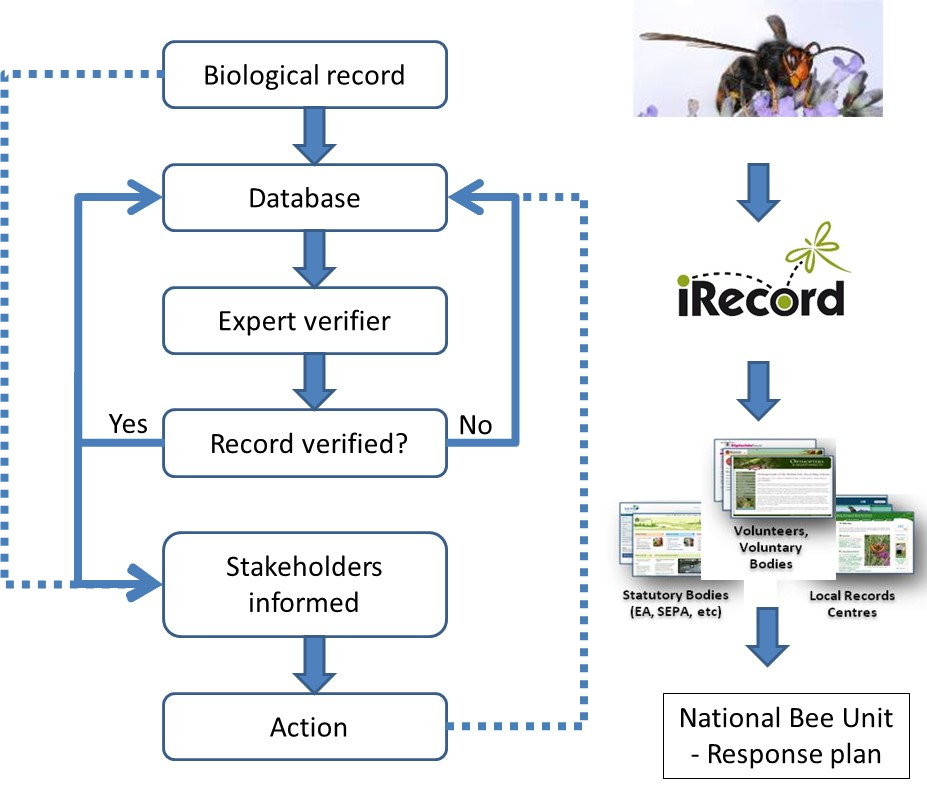 Biological record
Database
Expert verifier
Yes
Record verified?
No
Stakeholders
informed
Action
iRecord
Volunteers,
Voluntary
Bodies
Statutory Bodies
(EA, SEPA, etc)
Local Records
Centres
National Bee Unit
- Response plan